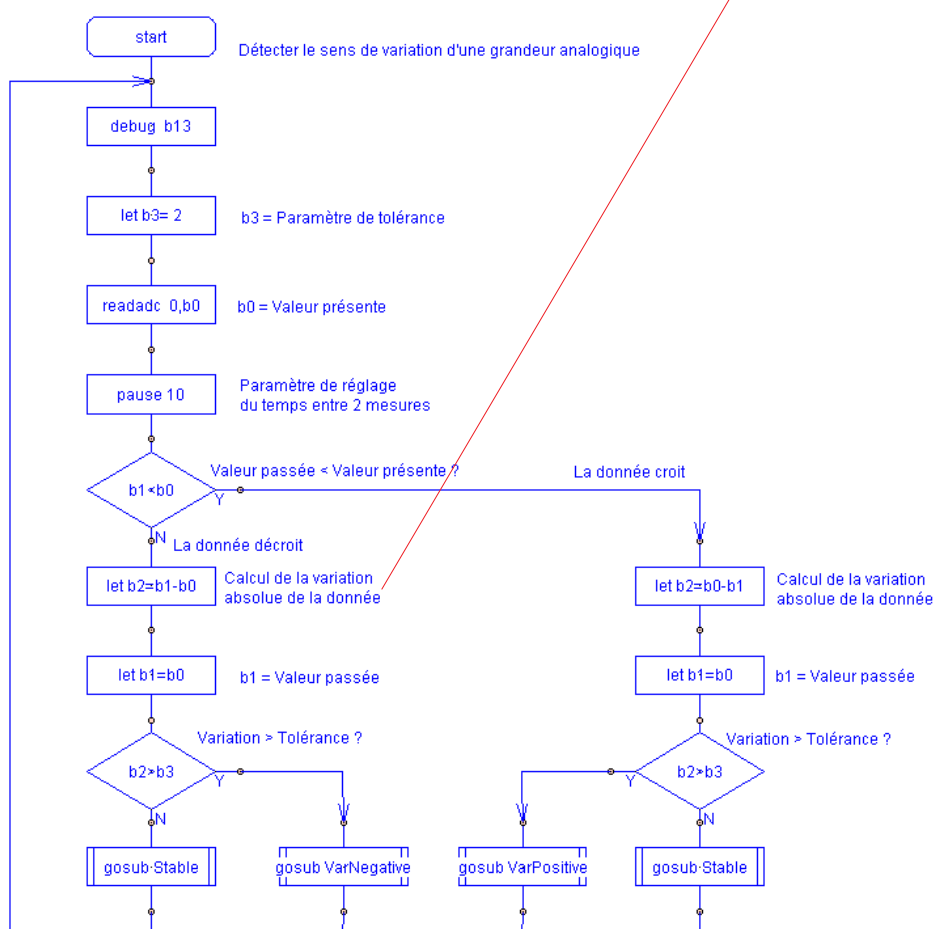 start
Détecter le sens de variation d'une grandeur analogique
debug b13
let b3= 2
b3 = Paramètre de tolérance
readadc 0,b0
b0 = Valeur présente
pause 10
Paramètre de réglage
du temps entre 2 mesures
Valeur passée < Valeur présente ?
La donnée croit
b1<b0
Y
N
La donnée décroit
let b2=b1-b0
Calcul de la variation
absolue de la donnée
let b2=b0-b1
Calcul de la variation
absolue de la donnée
let b1=b0
b1 = Valeur passée
let b1=b0
b1 = Valeur passée
Variation > Tolérance ?
Variation > Tolérance ?
b2>b3
Y
Y
b2>b3
N
N
gosub Stable
gosub VarNegative
gosub VarPositive
gosub Stable